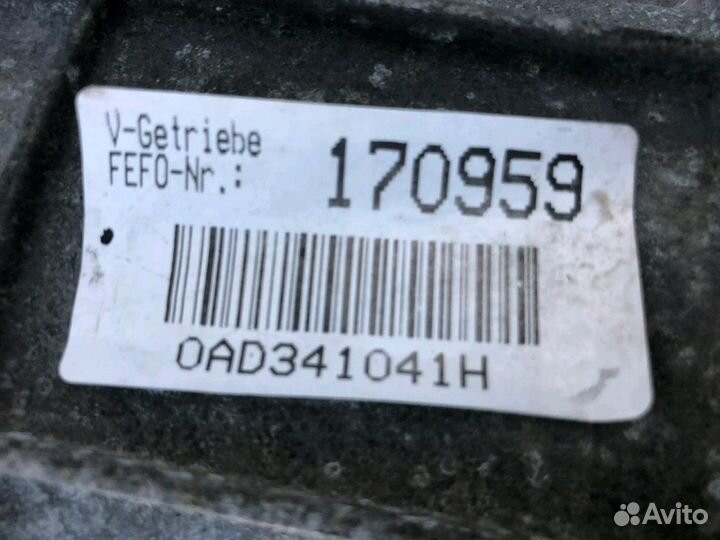 V-Getriebe
FEFO-Nr.: 170959
0AD341041H
Avito